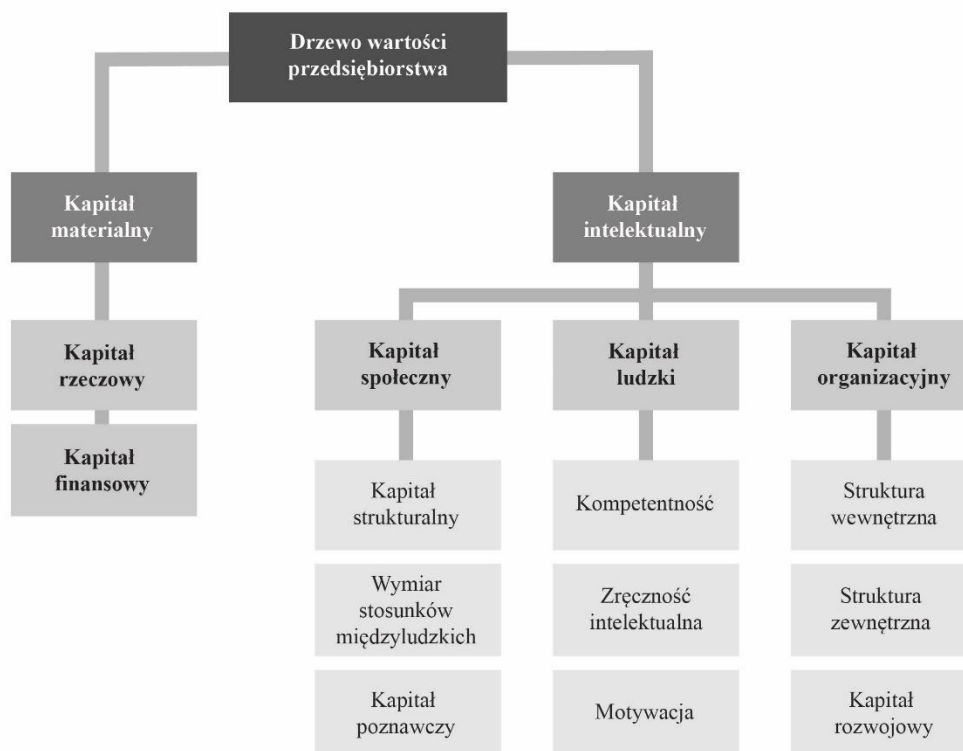 Drzewo wartości
przedsiębiorstwa
Kapitał
materialny
Kapitał
intelektualny
Kapitał
rzeczowy
Kapitał
finansowy
Kapitał
społeczny
Kapitał
ludzki
Kapitał
organizacyjny
Kapitał
strukturalny
Kompetentność
Struktura
wewnętrzna
Wymiar
stosunków
międzyludzkich
Zręczność
intelektualna
Struktura
zewnętrzna
Kapitał
poznawczy
Motywacja
Kapitał
rozwojowy